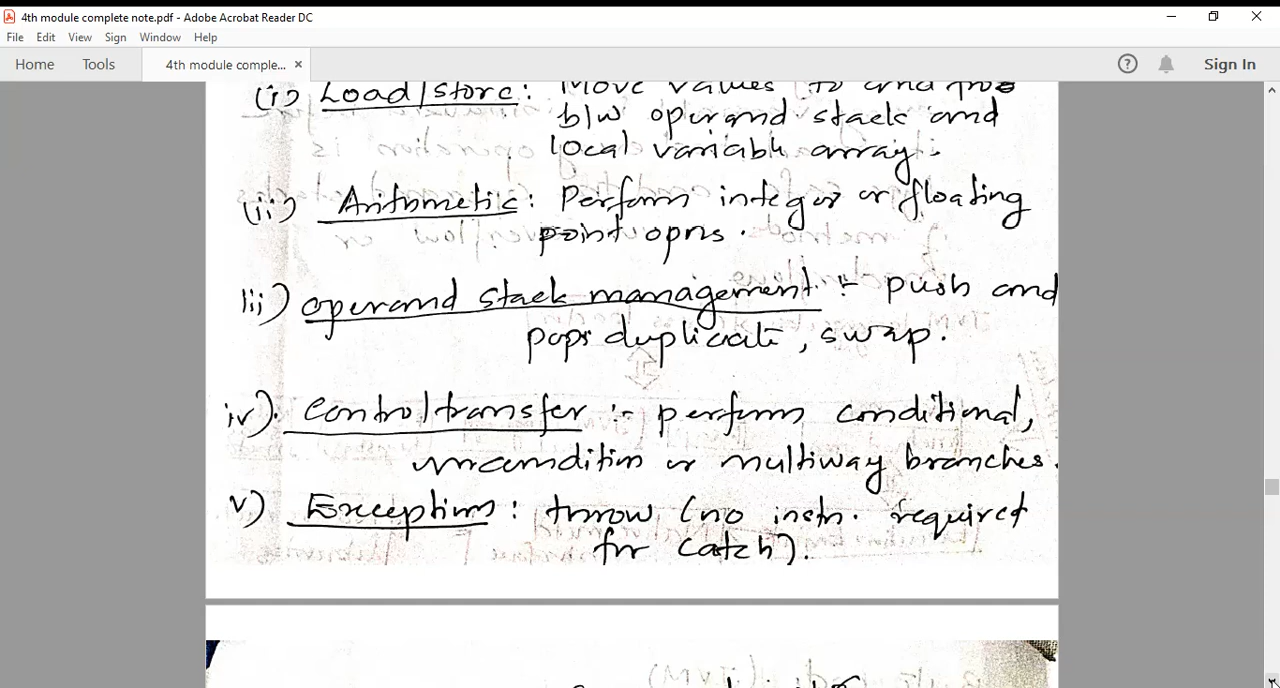 4th module complete note.pdf - Adobe Acrobat Reader DC
File Edit View Sign Window Help
Home Tools 4th module comple... × Sign In
(i) Load/store: Move values to and fro
b/w operand stack and
local variable array.
(ii) Arithmetic: Perform integer or floating
point oprns.
iii) operand stack management :- push and
pop, duplicate, swap.
iv). Control transfer :- perform conditional,
uncondition or multiway branches.
v) Exceptions: throw (no instn. required
for catch).